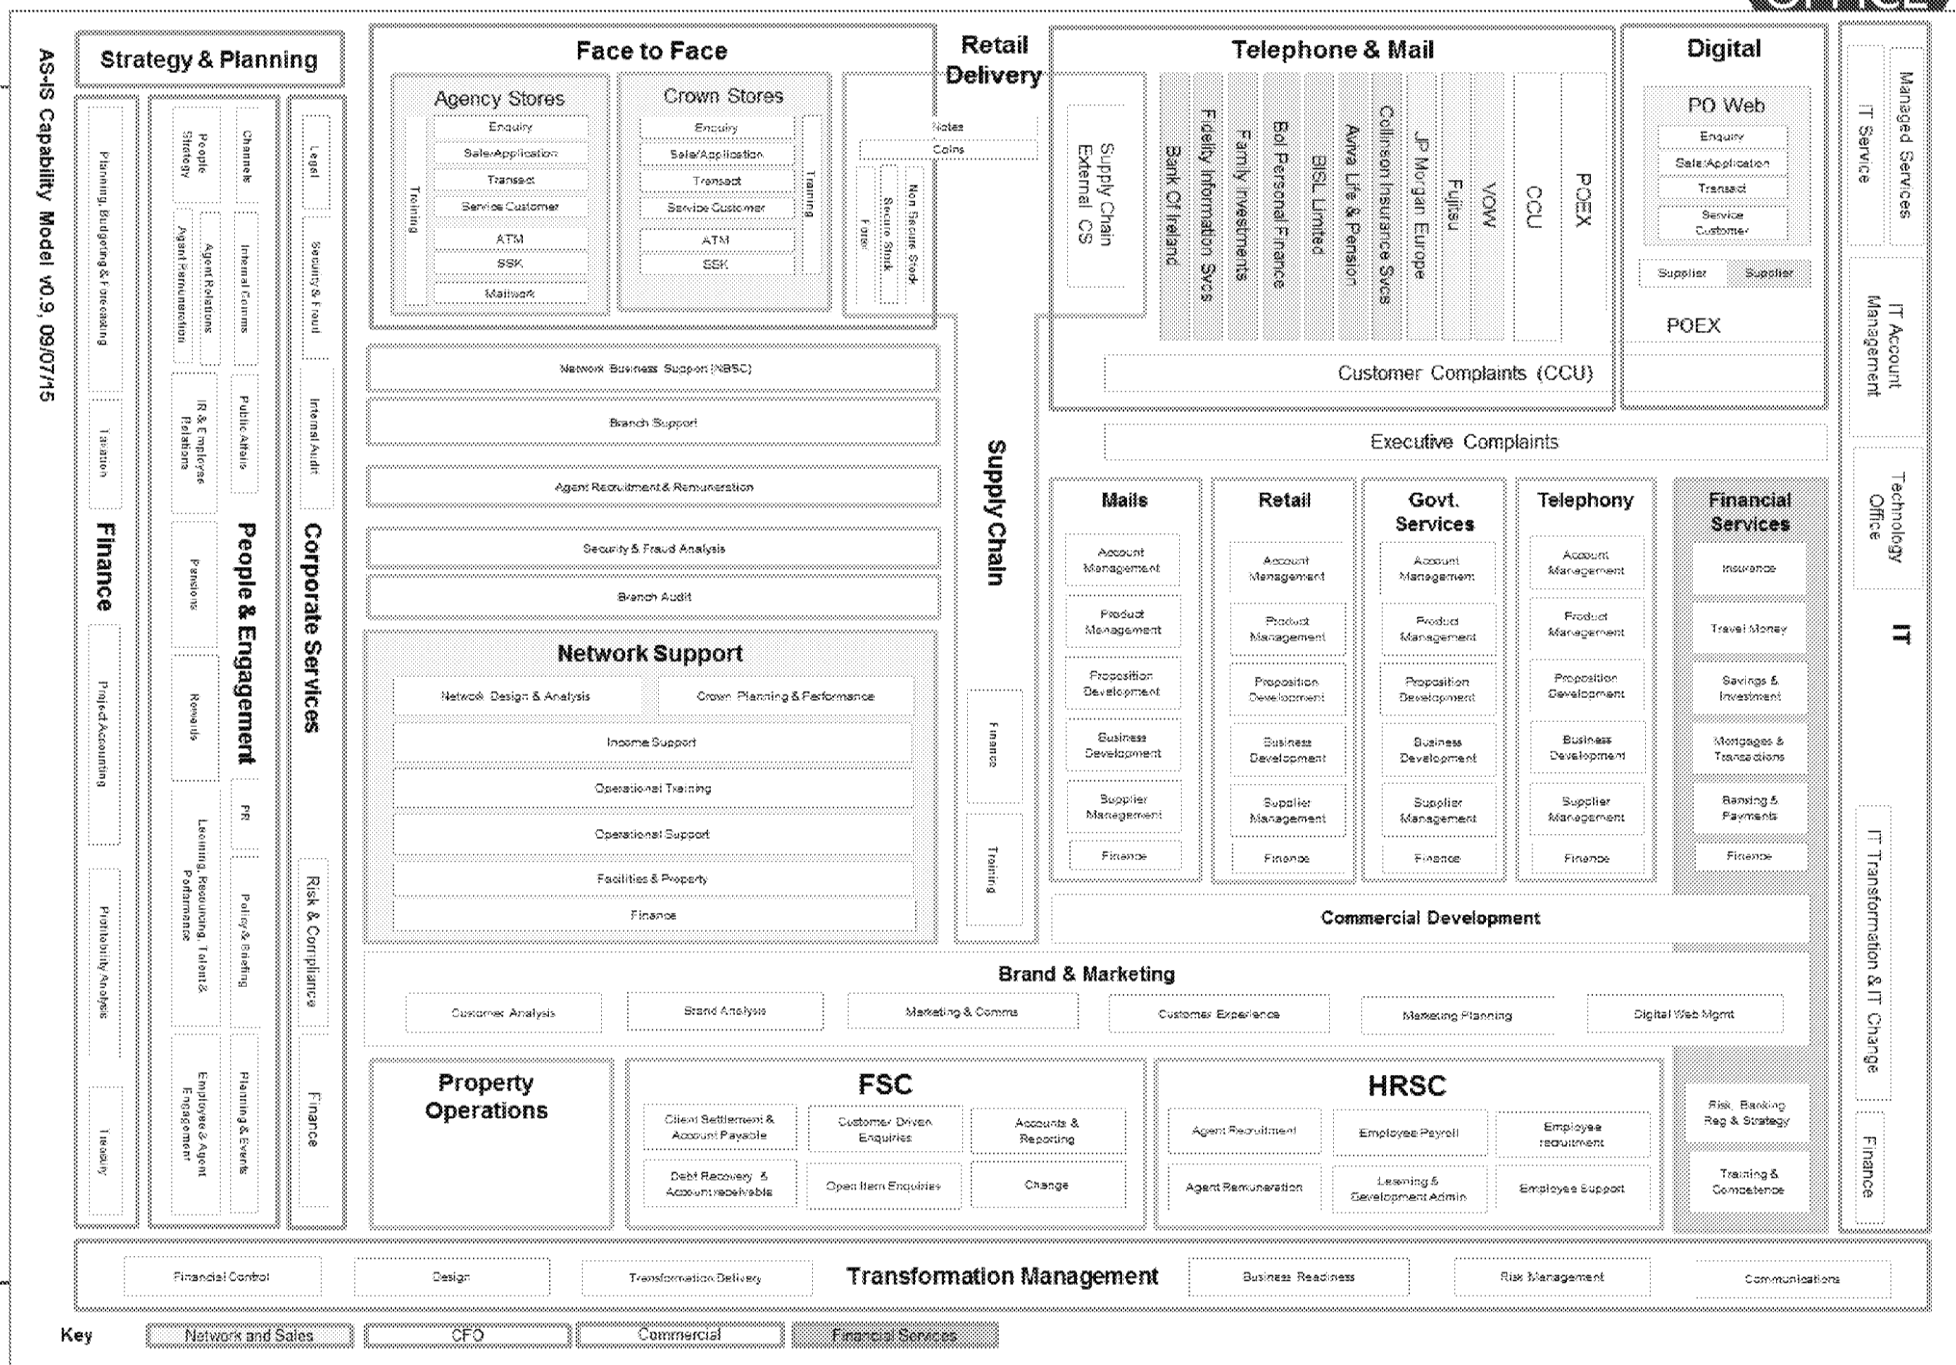 OFFICE
AS-IS Capability Model v0.9, 09/07/15
Strategy & Planning
Planning, Budgeting & Forecasting
Taxation
Finance
Project Accounting
Profitability Analysis
Treasury
People
Strategy
Agent Relations
Agent Remuneration
IR & Employee
Relations
Pensions
Rewards
Learning, Resourcing, Talent &
Performance
Employee & Agent
Engagement
Channels
Internal Comms
Public Affairs
People & Engagement
PR
Policy & Briefing
Planning & Events
Legal
Security & Fraud
Internal Audit
Corporate Services
Risk & Compliance
Finance
Face to Face
Agency Stores
Training
Enquiry
Sale/Application
Transact
Service Customer
ATM
SSK
Mailwork
Crown Stores
Enquiry
Sale/Application
Transact
Service Customer
ATM
SSK
Training
Retail
Delivery
Notes
Coins
Forex
Secure Stock
Non Secure Stock
Supply Chain
External CS
Supply Chain
Finance
Training
Network Business Support (NBSC)
Branch Support
Agent Recruitment & Remuneration
Security & Fraud Analysis
Branch Audit
Network Support
Network Design & Analysis
Crown Planning & Performance
Income Support
Operational Training
Operational Support
Facilities & Property
Finance
Telephone & Mail
Bank Of Ireland
Fidelity Information Svcs
Family Investments
BoI Personal Finance
BISL Limited
Aviva Life & Pension
Collinson Insurance Svcs
JP Morgan Europe
Fujitsu
VOW
CCU
POEX
Customer Complaints (CCU)
Digital
PO Web
Enquiry
Sale/Application
Transact
Service
Customer
Supplier
Supplier
POEX
Executive Complaints
Mails
Account
Management
Product
Management
Proposition
Development
Business
Development
Supplier
Management
Finance
Retail
Account
Management
Product
Management
Proposition
Development
Business
Development
Supplier
Management
Finance
Govt.
Services
Account
Management
Product
Management
Proposition
Development
Business
Development
Supplier
Management
Finance
Telephony
Account
Management
Product
Management
Proposition
Development
Business
Development
Supplier
Management
Finance
Financial
Services
Insurance
Travel Money
Savings &
Investment
Mortgages &
Transactions
Banking &
Payments
Finance
Risk, Banking
Reg & Strategy
Training &
Competence
Commercial Development
Brand & Marketing
Customer Analysis
Brand Analysis
Marketing & Comms
Customer Experience
Marketing Planning
Digital Web Mgmt
Property
Operations
FSC
Client Settlement &
Account Payable
Customer Driven
Enquiries
Accounts &
Reporting
Debt Recovery &
Account receivable
Open Item Enquiries
Change
HRSC
Agent Recruitment
Employee Payroll
Employee
recruitment
Agent Remuneration
Learning &
Development Admin
Employee Support
Managed Services
IT Service
IT Account
Management
Technology
Office
IT
IT Transformation & IT Change
Finance
Financial Control
Design
Transformation Delivery
Transformation Management
Business Readiness
Risk Management
Communications
Key
Network and Sales
CFO
Commercial
Financial Services